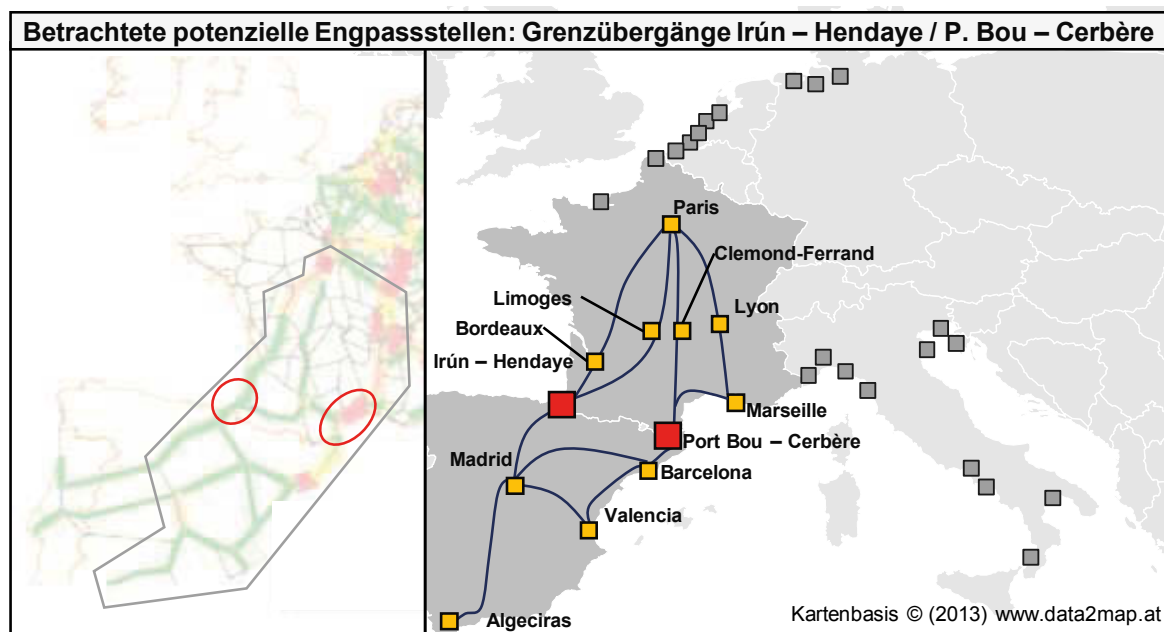 Betrachtete potenzielle Engpassstellen: Grenzübergänge Irún – Hendaye / P. Bou – Cerbère
Paris
Clemond-Ferrand
Limoges
Lyon
Bordeaux
Irún – Hendaye
Marseille
Port Bou – Cerbère
Madrid
Barcelona
Valencia
Algeciras
Kartenbasis © (2013) www.data2map.at